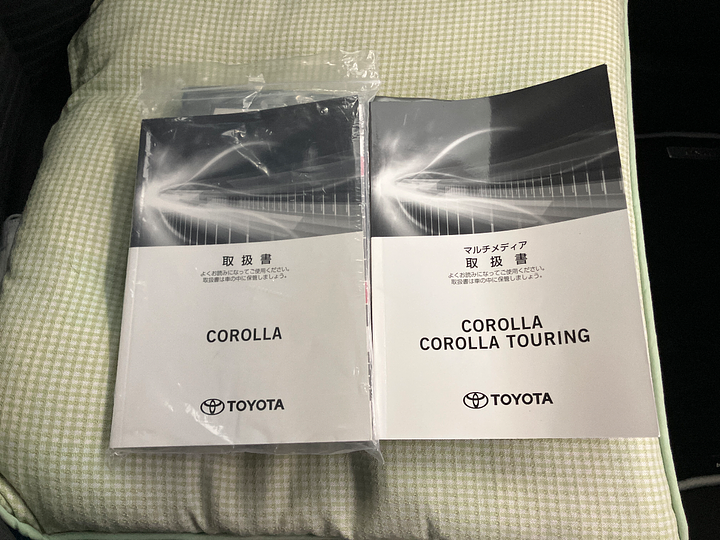 取扱書
よくお読みになってご使用ください。
取扱書は車の中に保管しましょう。
COROLLA
TOYOTA
マルチメディア
取扱書
よくお読みになってご使用ください。
取扱書は車の中に保管しましょう。
COROLLA
COROLLA TOURING
TOYOTA